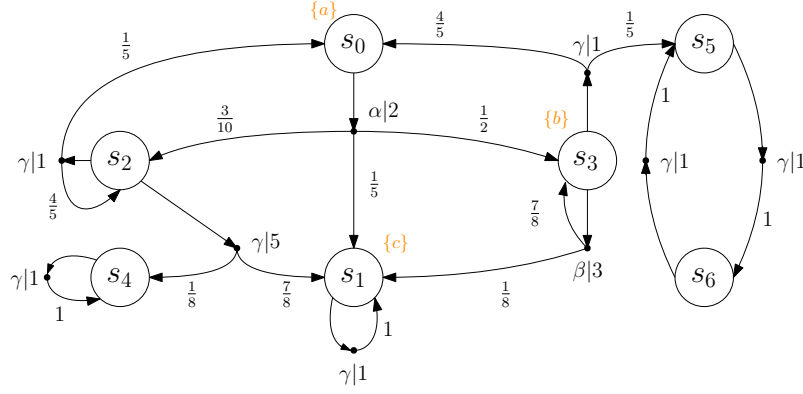 {a}
s₀
4/5
γ|1
1/5
s₅
1/5
1
α|2
3/10
1/2
{b}
γ|1
s₂
s₃
γ|1
γ|1
4/5
1/5
7/8
1
{c}
γ|5
γ|1
s₄
1/8
7/8
s₁
1/8
β|3
s₆
1
1
γ|1